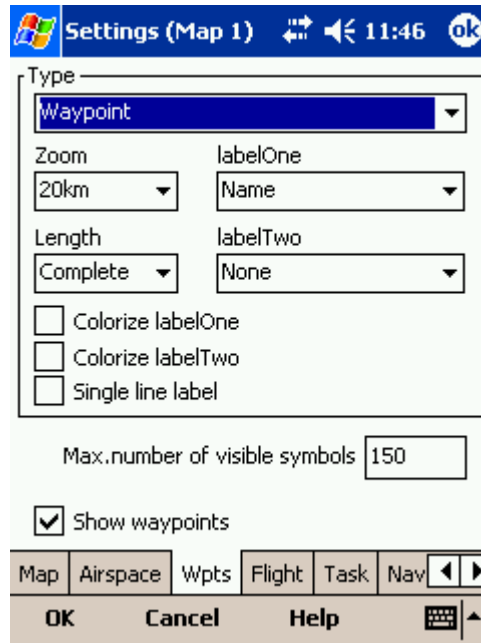 Settings (Map 1) 11:46 ok
Type
Waypoint
Zoom labelOne
20km Name
Length labelTwo
Complete None
Colorize labelOne
Colorize labelTwo
Single line label
Max.number of visible symbols 150
Show waypoints
Map Airspace Wpts Flight Task Nav
OK Cancel Help